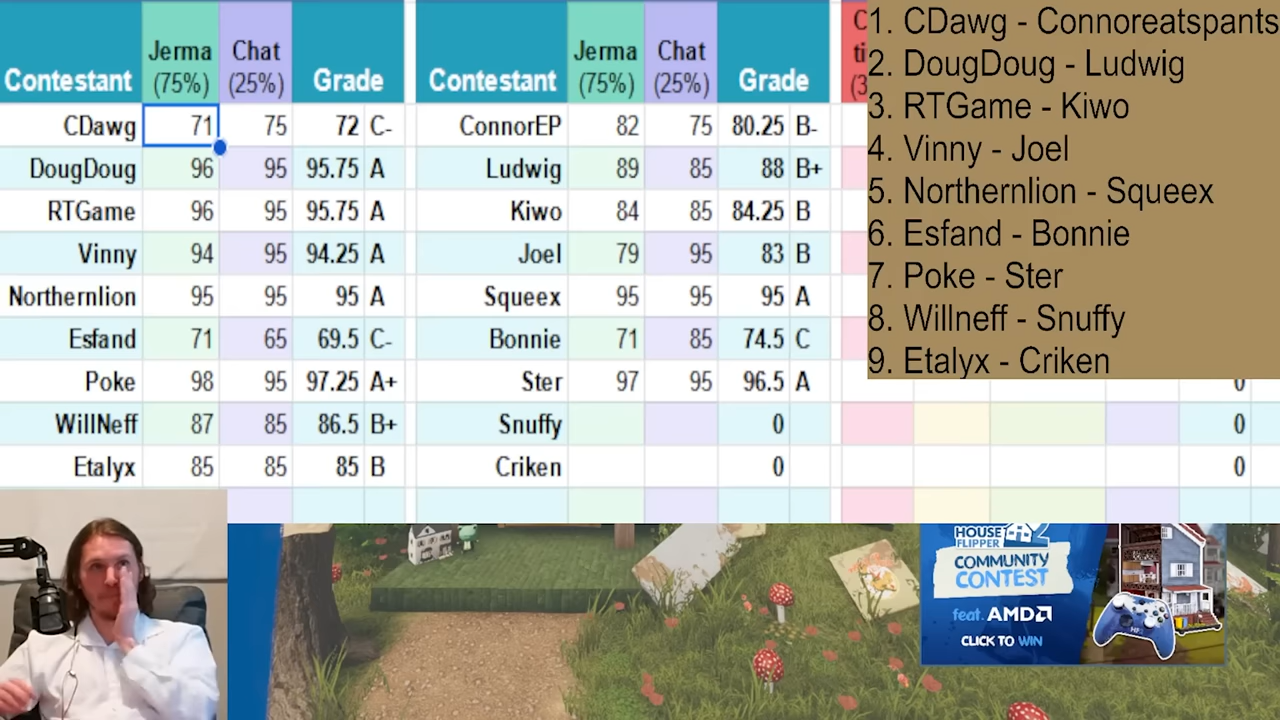 Contestant Jerma (75%) Chat (25%) Grade Contestant Jerma (75%) Chat (25%) Grade
CDawg 71 75 72 C- ConnorEP 82 75 80.25 B-
DougDoug 96 95 95.75 A Ludwig 89 85 88 B+
RTGame 96 95 95.75 A Kiwo 84 85 84.25 B
Vinny 94 95 94.25 A Joel 79 95 83 B
Northernlion 95 95 95 A Squeex 95 95 95 A
Esfand 71 65 69.5 C- Bonnie 71 85 74.5 C
Poke 98 95 97.25 A+ Ster 97 95 96.5 A 0
WillNeff 87 85 86.5 B+ Snuffy 0 0
Etalyx 85 85 85 B Criken 0 0
1. CDawg - Connoreatspants
2. DougDoug - Ludwig
3. RTGame - Kiwo
4. Vinny - Joel
5. Northernlion - Squeex
6. Esfand - Bonnie
7. Poke - Ster
8. Willneff - Snuffy
9. Etalyx - Criken
HOUSE
FLIPPER 2
COMMUNITY
CONTEST
feat. AMD
CLICK TO WIN